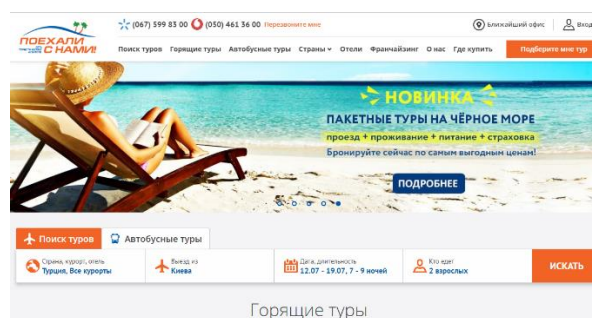 (067) 599 83 00 (050) 461 36 00 Перезвоните мне
Ближайший офис Вход
ПОЕХАЛИ
С НАМИ!
Поиск туров Горящие туры Автобусные туры Страны Отели Франчайзинг О нас Где купить Подберите мне тур
НОВИНКА
ПАКЕТНЫЕ ТУРЫ НА ЧЁРНОЕ МОРЕ
проезд + проживание + питание + страховка
Бронируйте сейчас по самым выгодным ценам!
ПОДРОБНЕЕ
Поиск туров Автобусные туры
Страна, курорт, отель
Турция, Все курорты
Выезд из
Киева
Дата, длительность
12.07 - 19.07, 7 - 9 ночей
Кто едет
2 взрослых
ИСКАТЬ
Горящие туры